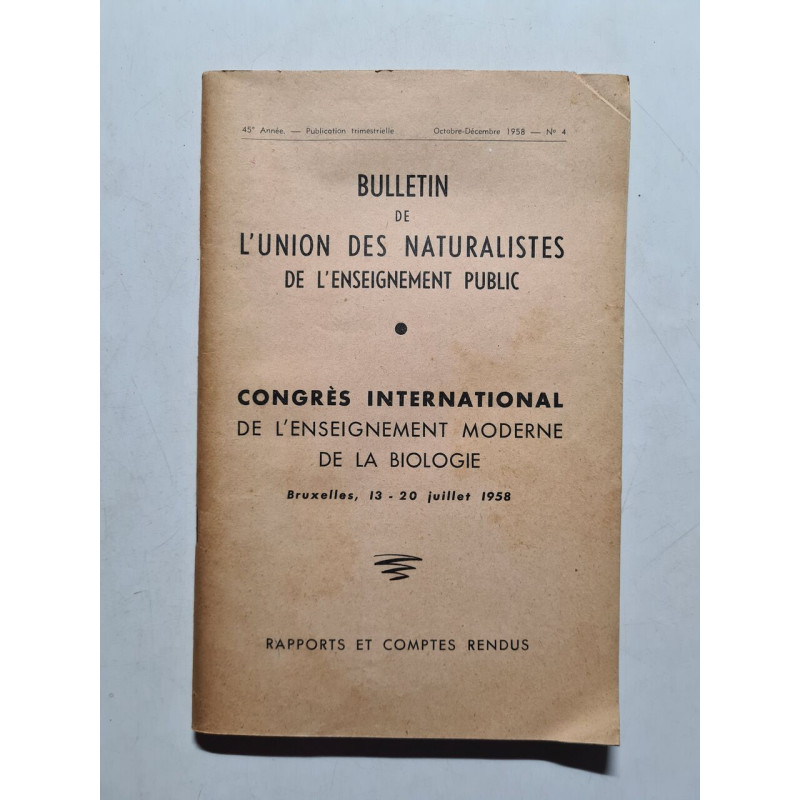 45e Année. — Publication trimestrielle Octobre-Décembre 1958 — No 4
BULLETIN
DE
L'UNION DES NATURALISTES
DE L'ENSEIGNEMENT PUBLIC
CONGRÈS INTERNATIONAL
DE L'ENSEIGNEMENT MODERNE
DE LA BIOLOGIE
Bruxelles, 13 - 20 juillet 1958
RAPPORTS ET COMPTES RENDUS